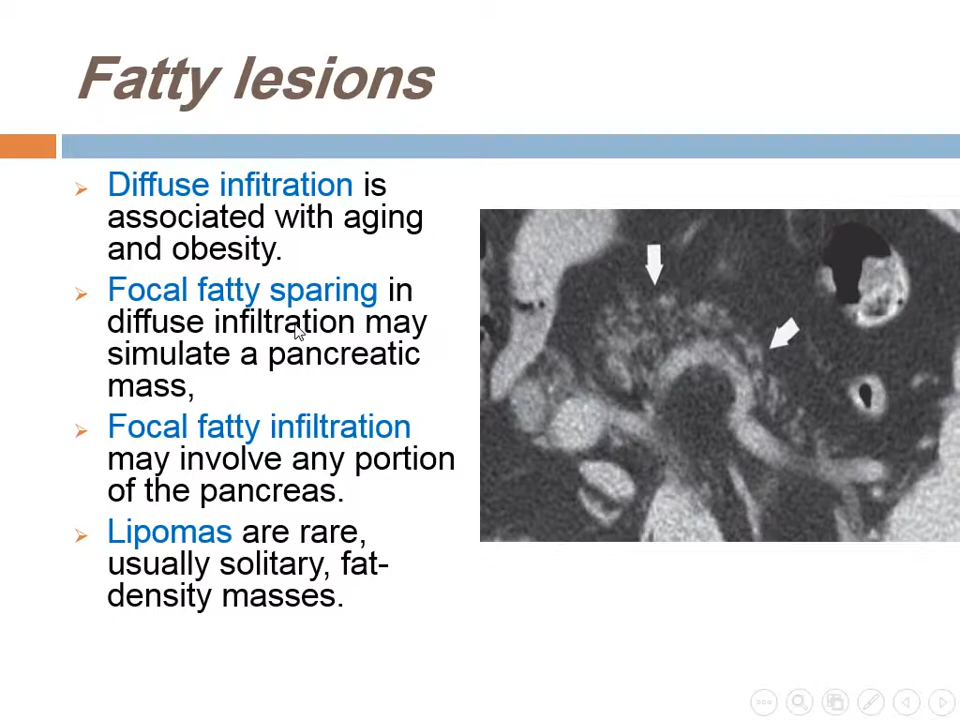 Fatty lesions
Diffuse infitration is
associated with aging
and obesity.
Focal fatty sparing in
diffuse infiltration may
simulate a pancreatic
mass,
Focal fatty infiltration
may involve any portion
of the pancreas.
Lipomas are rare,
usually solitary, fat-
density masses.